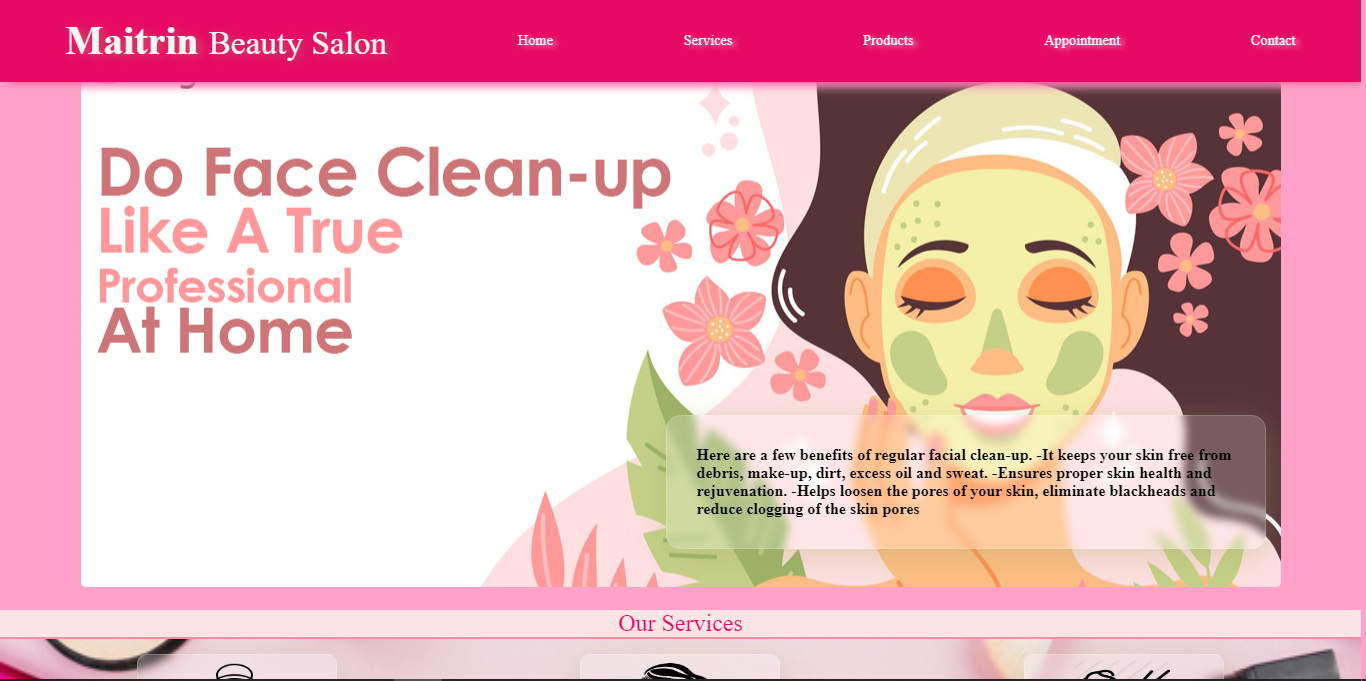 Maitrin Beauty Salon
Home
Services
Products
Appointment
Contact
Do Face Clean-up
Like A True
Professional
At Home
Here are a few benefits of regular facial clean-up. -It keeps your skin free from
debris, make-up, dirt, excess oil and sweat. -Ensures proper skin health and
rejuvenation. -Helps loosen the pores of your skin, eliminate blackheads and
reduce clogging of the skin pores
Our Services